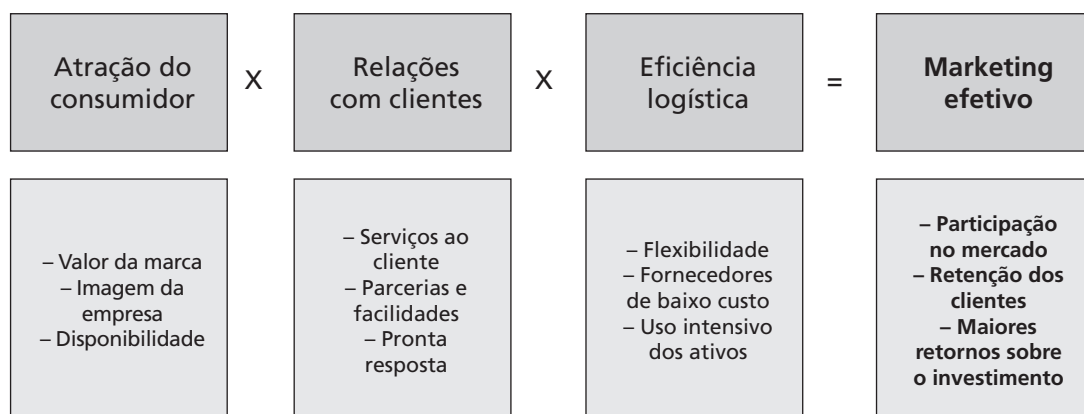 Atração do
consumidor
X
Relações
com clientes
X
Eficiência
logística
=
Marketing
efetivo
– Valor da marca
– Imagem da
empresa
– Disponibilidade
– Serviços ao
cliente
– Parcerias e
facilidades
– Pronta
resposta
– Flexibilidade
– Fornecedores
de baixo custo
– Uso intensivo
dos ativos
– Participação
no mercado
– Retenção dos
clientes
– Maiores
retornos sobre
o investimento